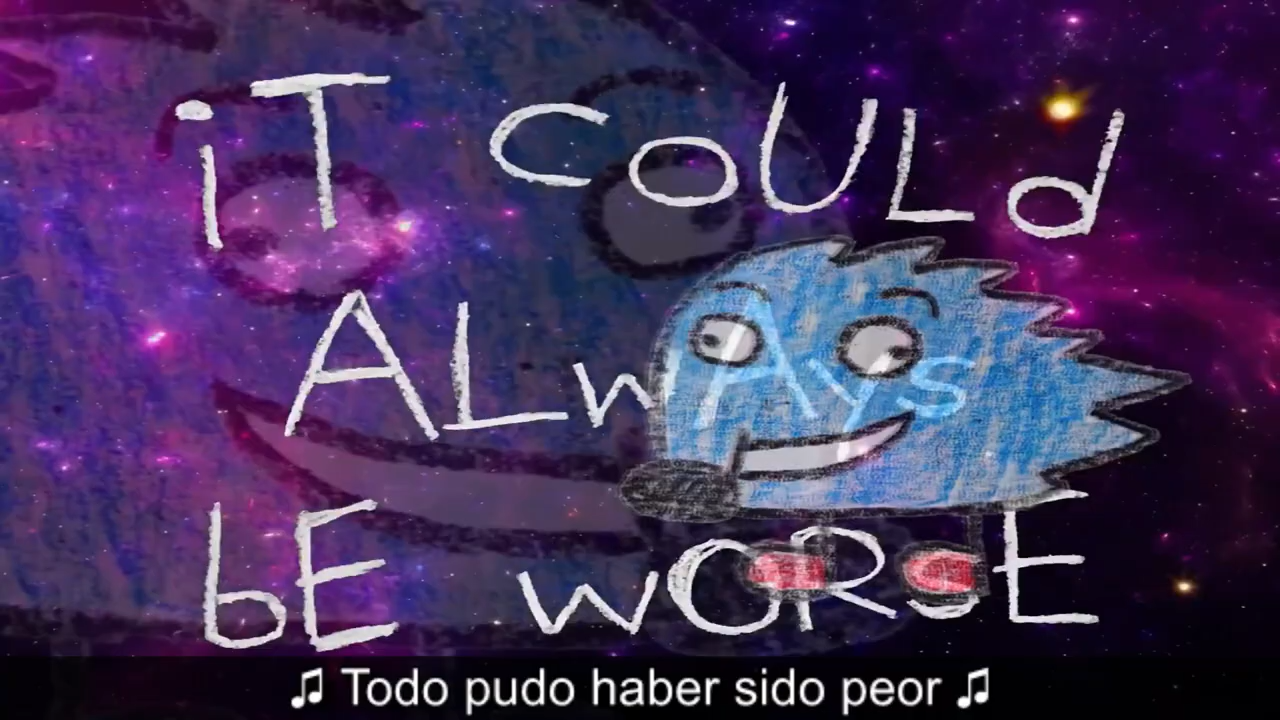 iT COULd
ALwAys
bE wORsE
♫ Todo pudo haber sido peor ♫